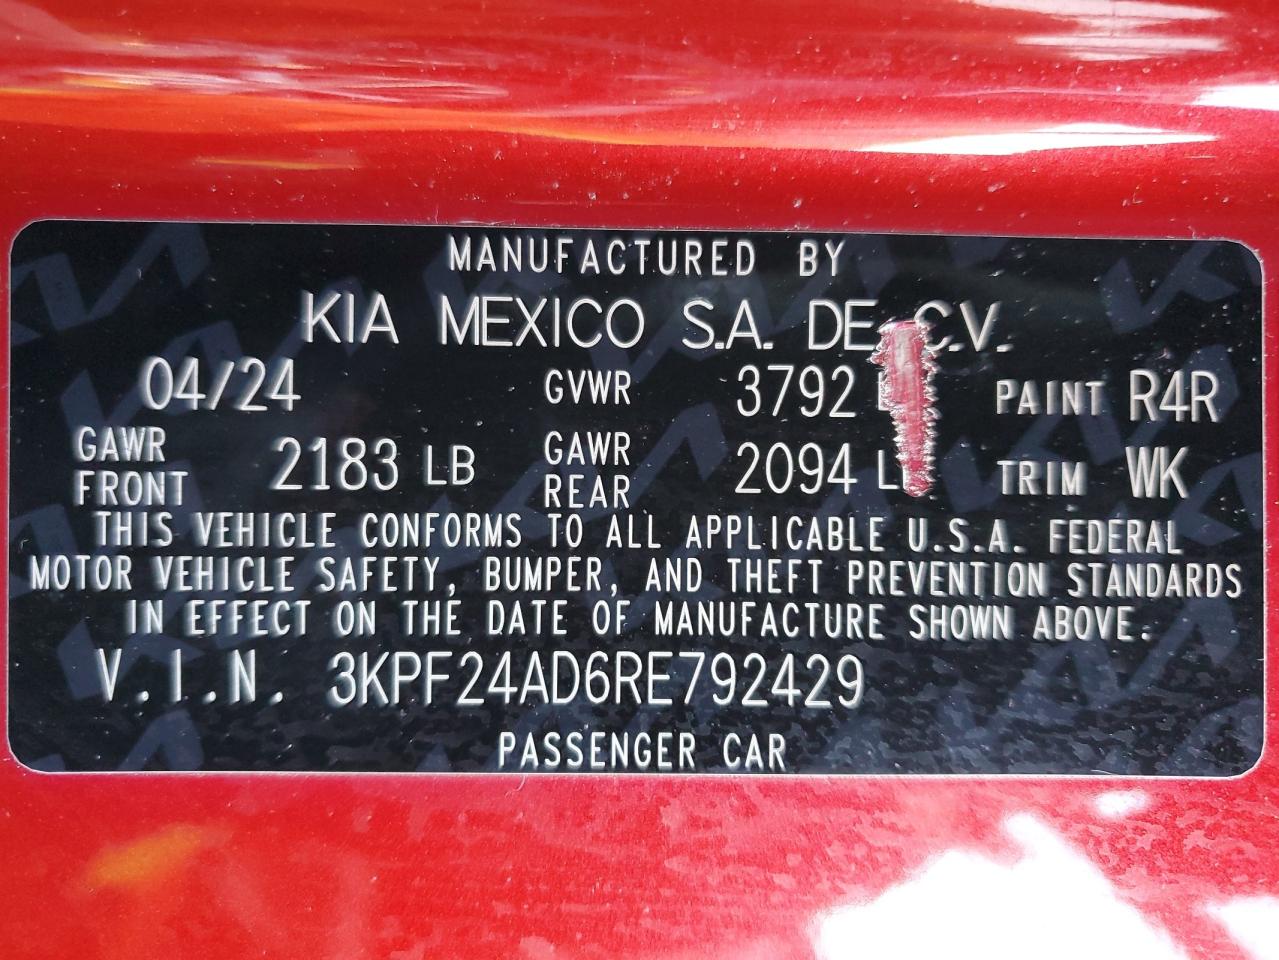 MANUFACTURED BY
KIA MEXICO S.A. DE C.V.
04/24 GVWR 3792 PAINT R4R
GAWR FRONT 2183 LB GAWR REAR 2094 TRIM WK
THIS VEHICLE CONFORMS TO ALL APPLICABLE U.S.A. FEDERAL
MOTOR VEHICLE SAFETY, BUMPER, AND THEFT PREVENTION STANDARDS
IN EFFECT ON THE DATE OF MANUFACTURE SHOWN ABOVE.
V.I.N. 3KPF24AD6RE792429
PASSENGER CAR